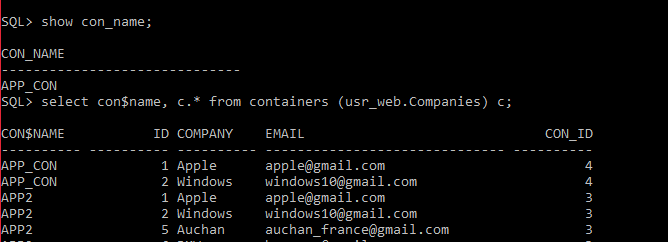 SQL> show con_name;
CON_NAME
------------------------------
APP_CON
SQL> select con$name, c.* from containers (usr_web.Companies) c;
CON$NAME ID COMPANY EMAIL CON_ID
---------- ---------- ---------- ------------------------------ ----------
APP_CON 1 Apple apple@gmail.com 4
APP_CON 2 Windows windows10@gmail.com 4
APP2 1 Apple apple@gmail.com 3
APP2 2 Windows windows10@gmail.com 3
APP2 5 Auchan auchan_france@gmail.com 3